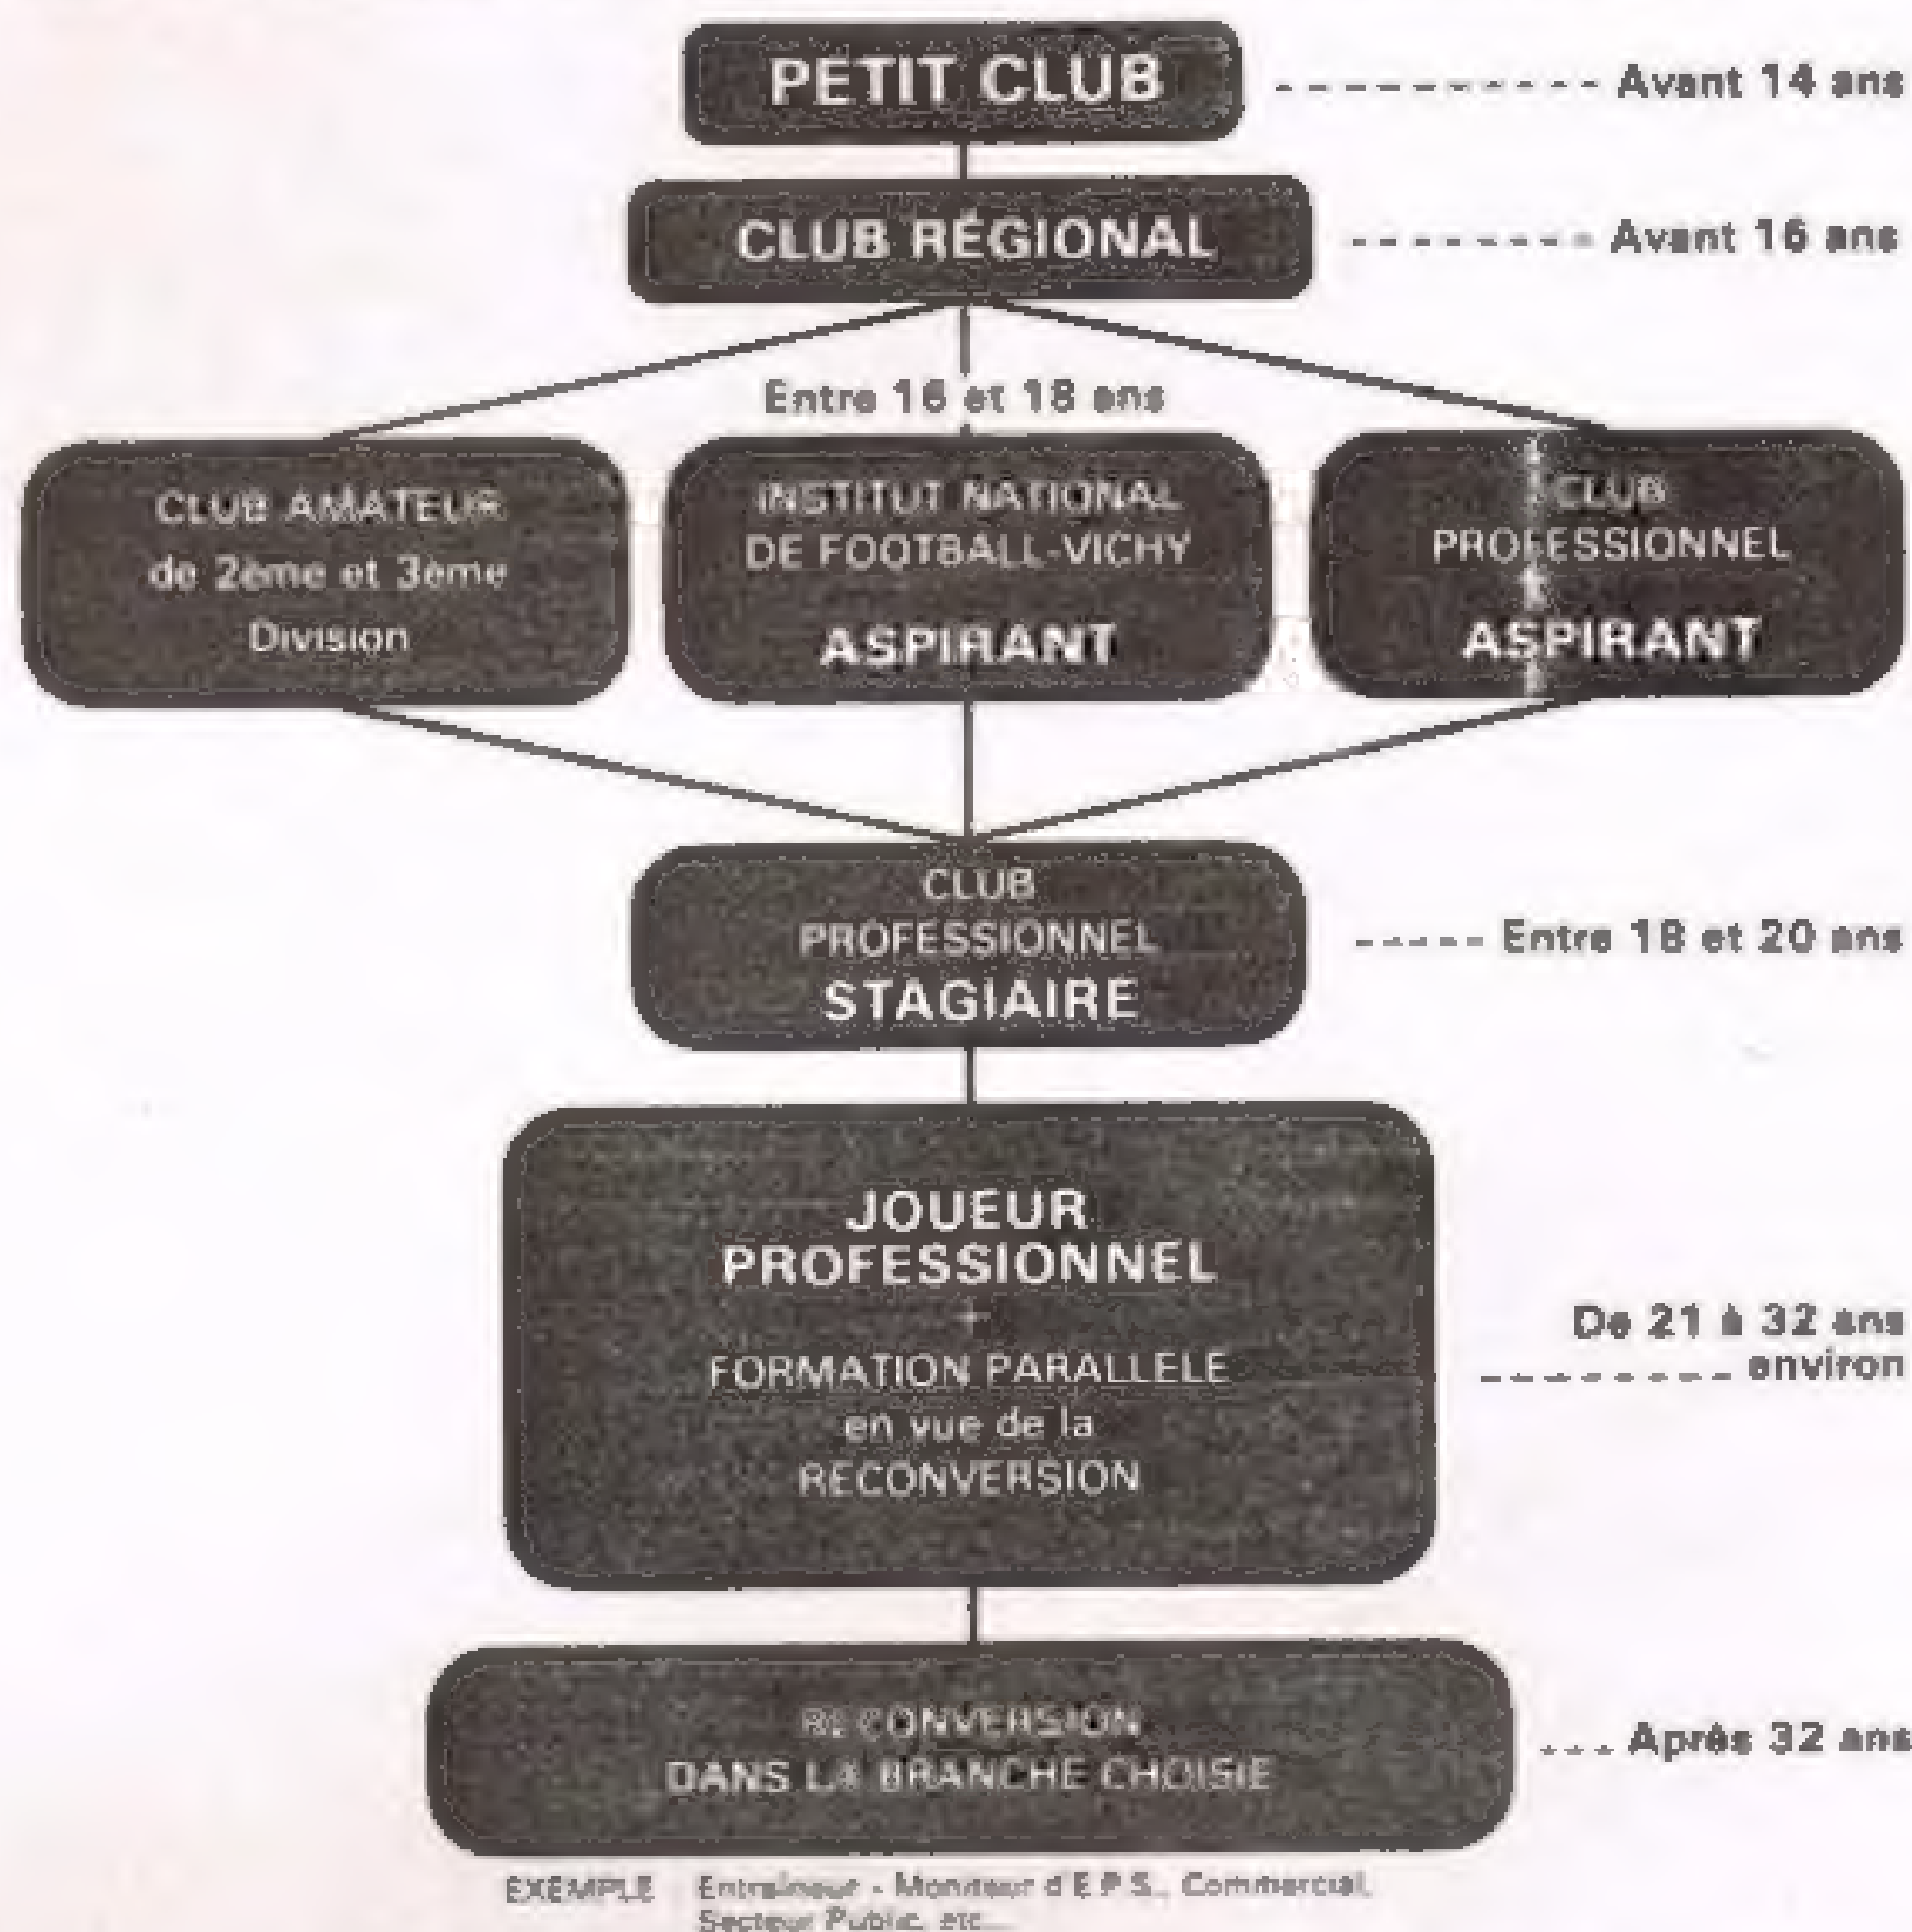 PETIT CLUB
Avant 14 ans
CLUB RÉGIONAL
Avant 16 ans
Entre 16 et 18 ans
CLUB AMATEUR
de 2ème et 3ème
Division
INSTITUT NATIONAL
DE FOOTBALL-VICHY
ASPIRANT
CLUB
PROFESSIONNEL
ASPIRANT
CLUB
PROFESSIONNEL
STAGIAIRE
Entre 18 et 20 ans
JOUEUR
PROFESSIONNEL
+
FORMATION PARALLELE
en vue de la
RECONVERSION
De 21 à 32 ans
environ
RECONVERSION
DANS LA BRANCHE CHOISIE
Après 32 ans
EXEMPLE Entraîneur - Moniteur d'E.P.S., Commercial,
Secteur Public, etc...